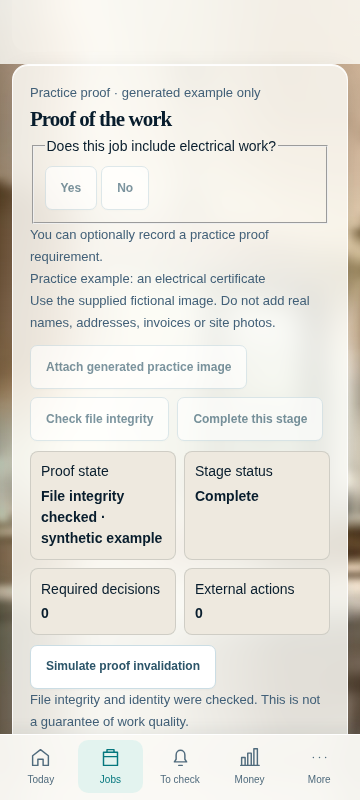 Practice proof · generated example only
Proof of the work
Does this job include electrical work?
Yes
No
You can optionally record a practice proof
requirement.
Practice example: an electrical certificate
Use the supplied fictional image. Do not add real
names, addresses, invoices or site photos.
Attach generated practice image
Check file integrity
Complete this stage
Proof state
File integrity
checked ·
synthetic example
Stage status
Complete
Required decisions
0
External actions
0
Simulate proof invalidation
File integrity and identity were checked. This is not
a guarantee of work quality.
Today
Jobs
To check
Money
More